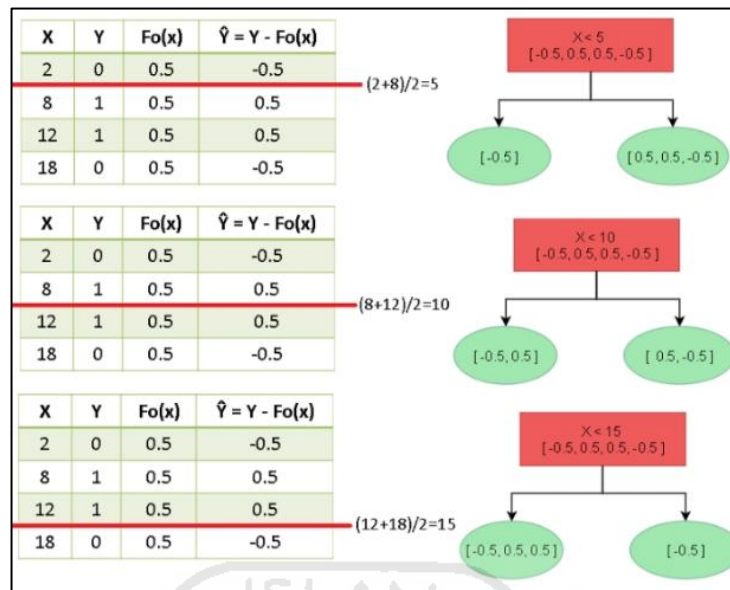 X Y Fo(x) Ŷ = Y - Fo(x)
2 0 0.5 -0.5
8 1 0.5 0.5
12 1 0.5 0.5
18 0 0.5 -0.5
(2+8)/2=5
X < 5
[ -0.5, 0.5, 0.5, -0.5 ]
[ -0.5 ]
[ 0.5, 0.5, -0.5 ]
X Y Fo(x) Ŷ = Y - Fo(x)
2 0 0.5 -0.5
8 1 0.5 0.5
12 1 0.5 0.5
18 0 0.5 -0.5
(8+12)/2=10
X < 10
[ -0.5, 0.5, 0.5, -0.5 ]
[ -0.5, 0.5 ]
[ 0.5, -0.5 ]
X Y Fo(x) Ŷ = Y - Fo(x)
2 0 0.5 -0.5
8 1 0.5 0.5
12 1 0.5 0.5
18 0 0.5 -0.5
(12+18)/2=15
X < 15
[ -0.5, 0.5, 0.5, -0.5 ]
[ -0.5, 0.5, 0.5 ]
[ -0.5 ]